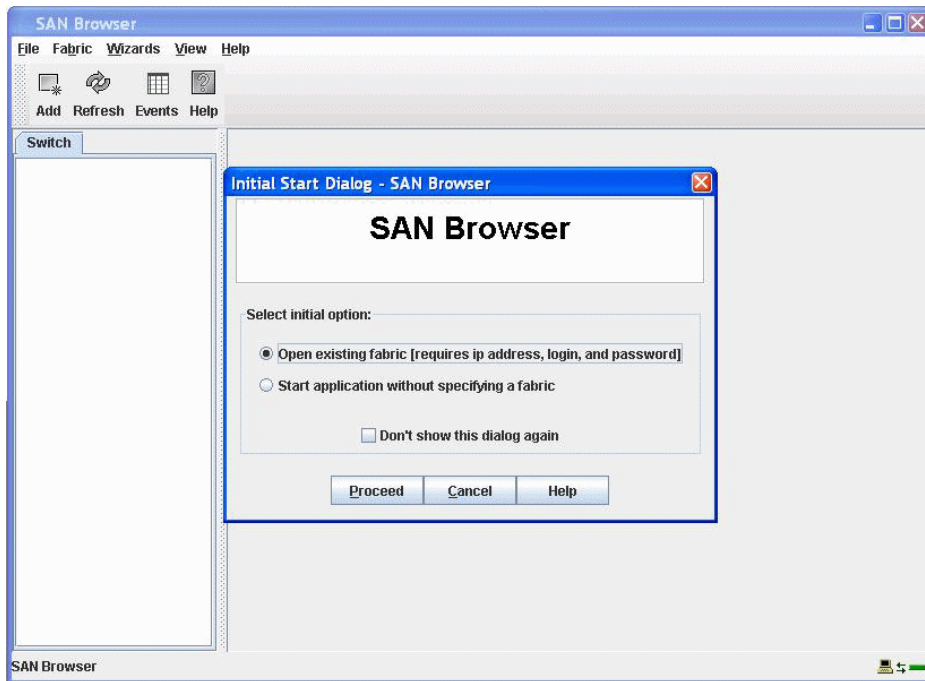 SAN Browser
File Fabric Wizards View Help
Add Refresh Events Help
Switch
Initial Start Dialog - SAN Browser
SAN Browser
Select initial option:
Open existing fabric [requires ip address, login, and password]
Start application without specifying a fabric
Don't show this dialog again
Proceed Cancel Help
SAN Browser